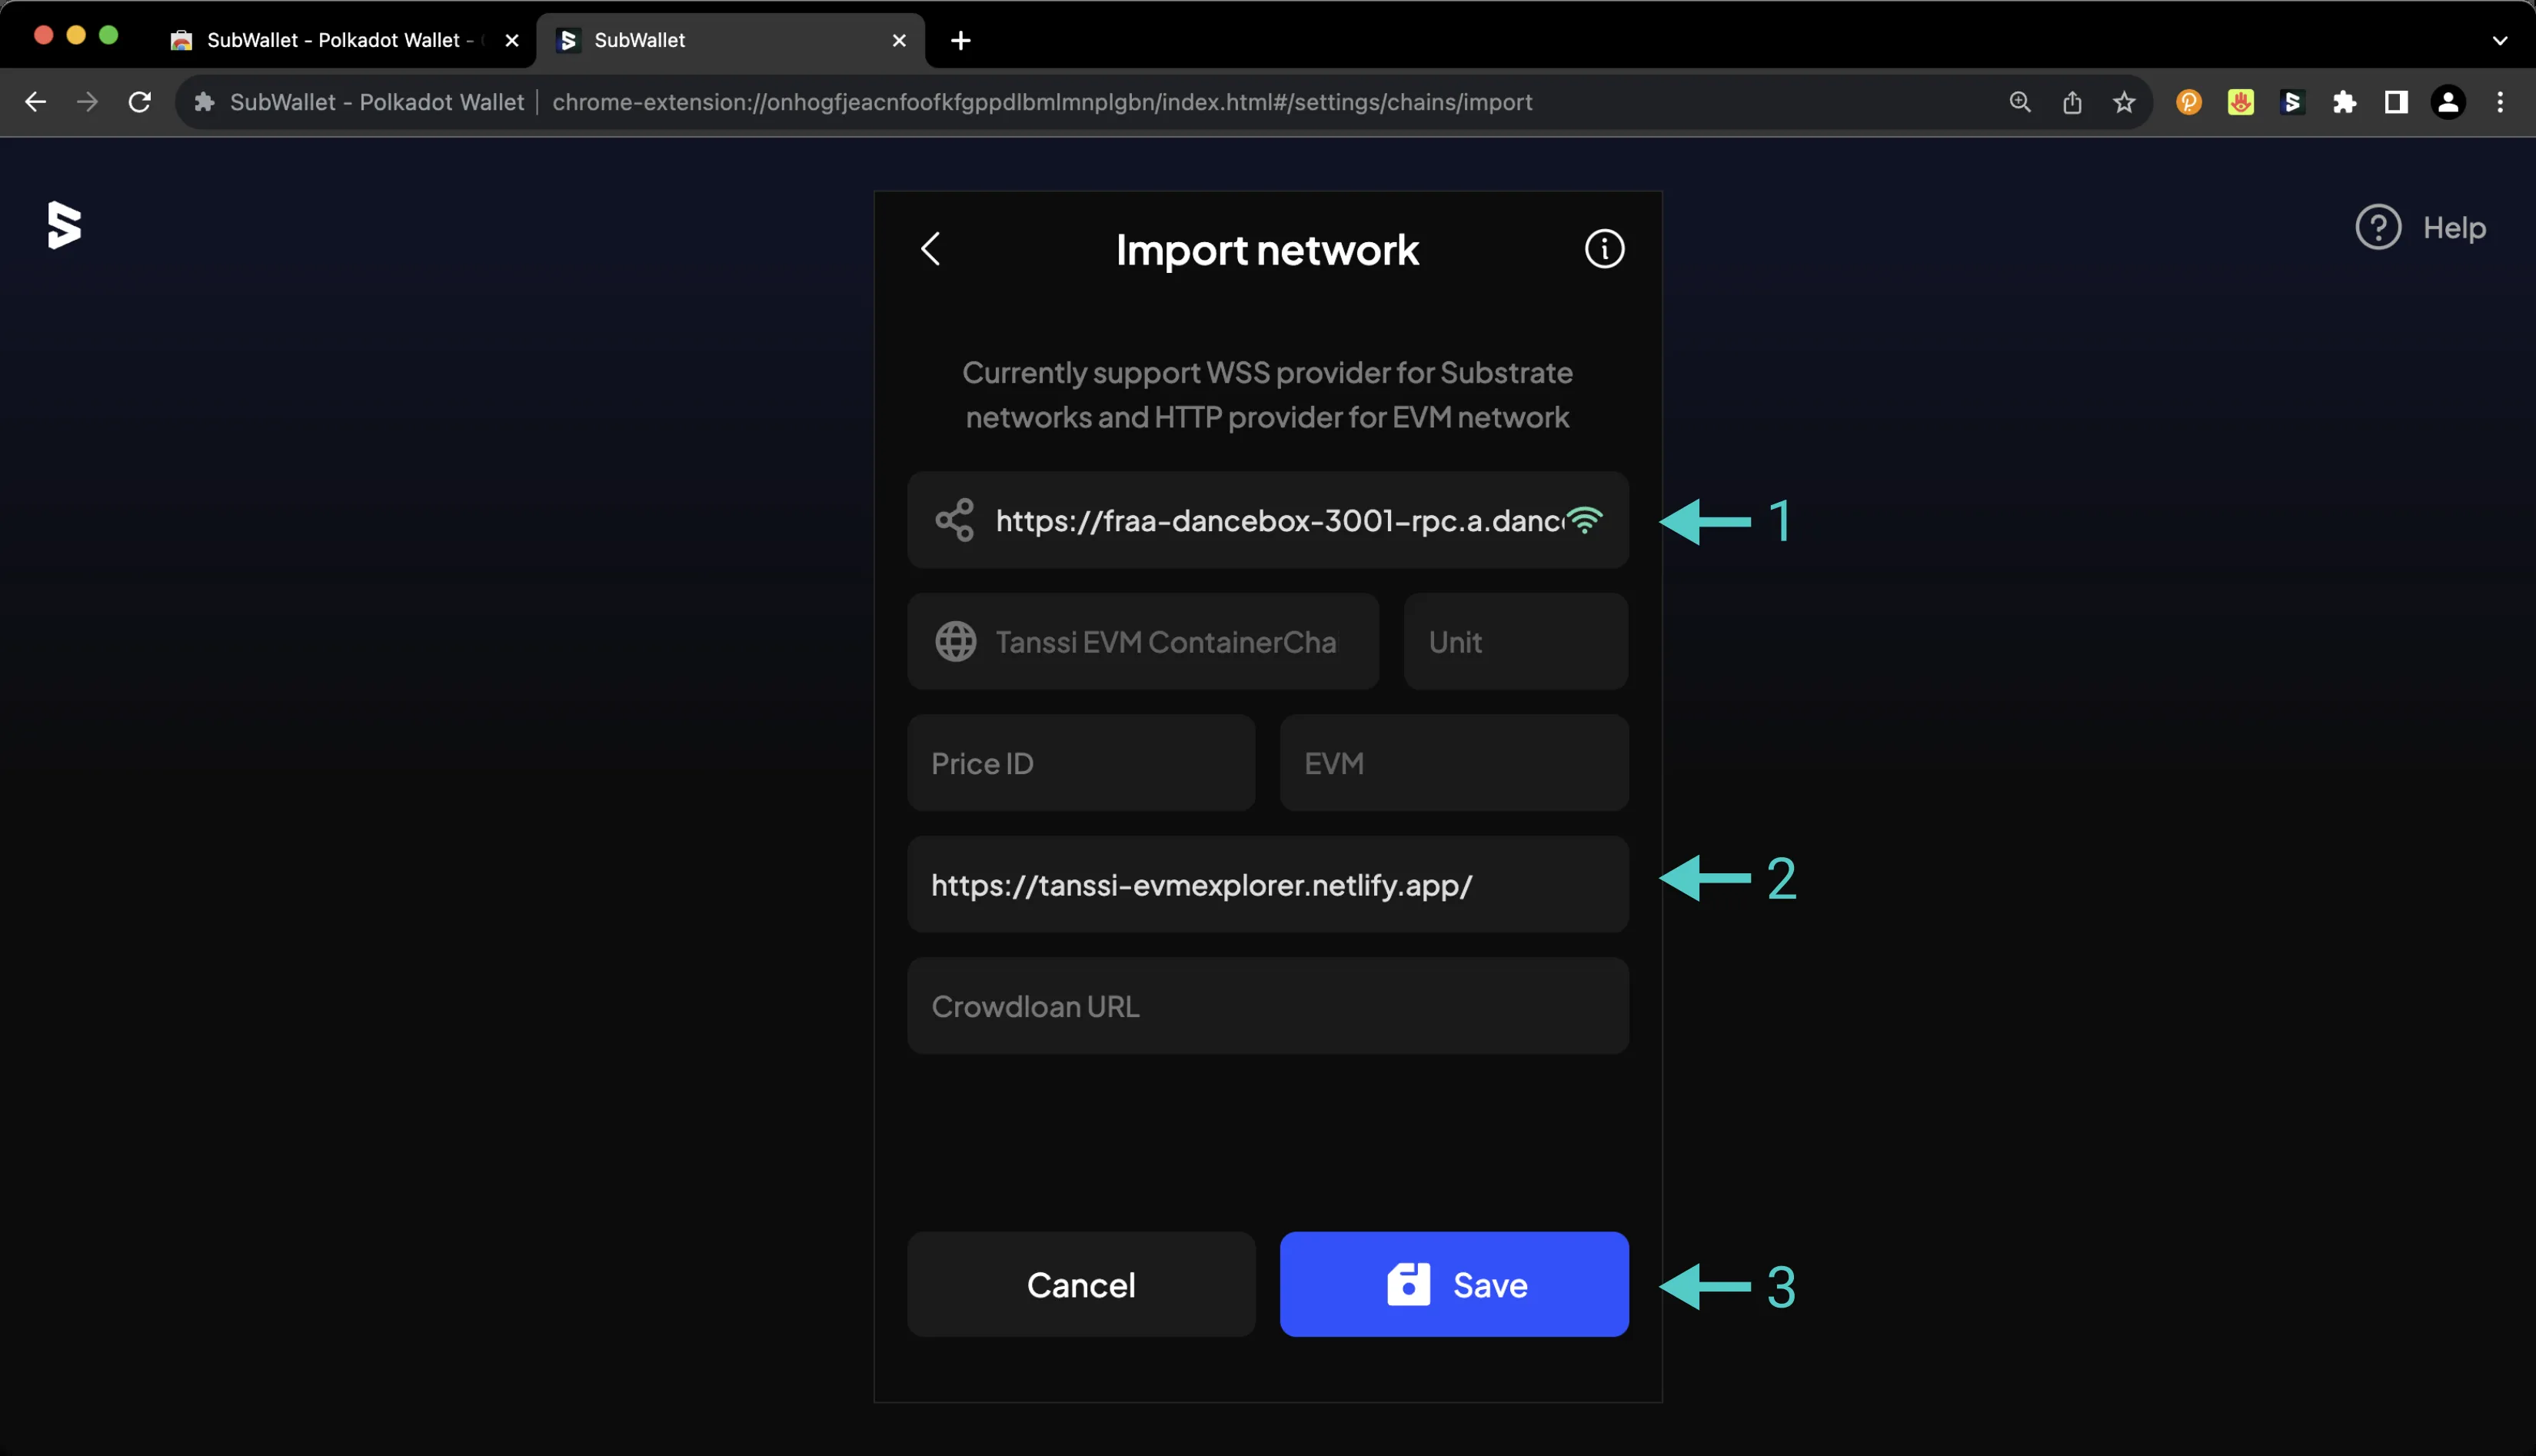 SubWallet - Polkadot Wallet -
SubWallet
SubWallet - Polkadot Wallet
chrome-extension://onhogfjeacnfoofkfgppdlbmlmnplgbn/index.html#/settings/chains/import
Help
Import network
Currently support WSS provider for Substrate
networks and HTTP provider for EVM network
https://fraa-dancebox-3001-rpc.a.danc
1
Tanssi EVM ContainerCha
Unit
Price ID
EVM
https://tanssi-evmexplorer.netlify.app/
2
Crowdloan URL
Cancel
Save
3